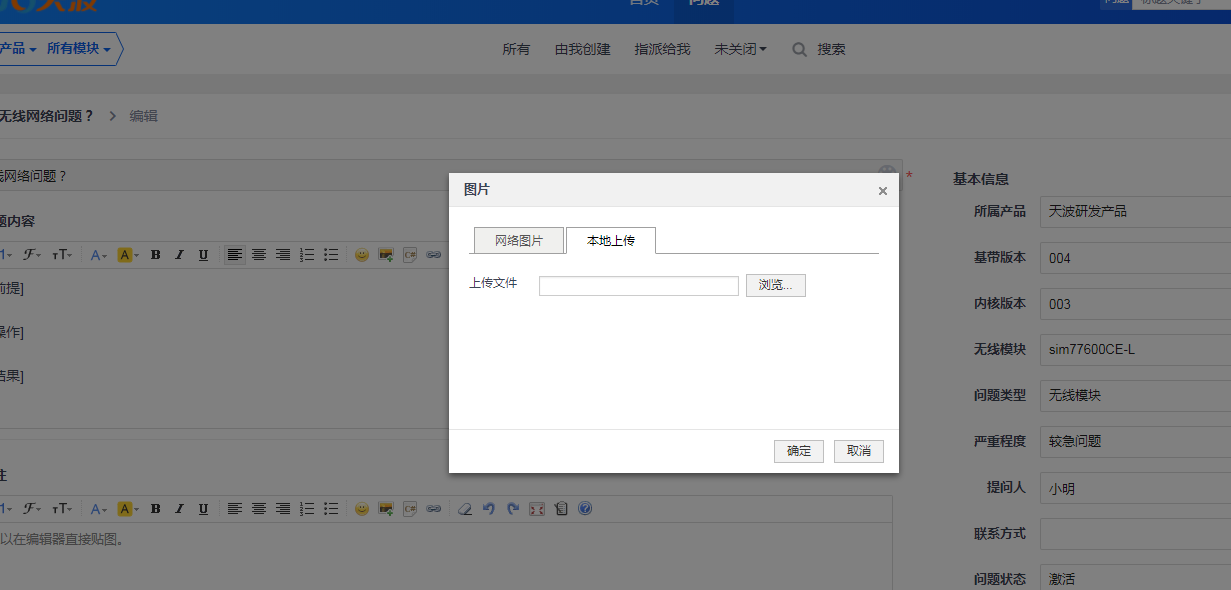 天波
首页 问题
问题 标题关键字
产品 所有模块
所有 由我创建 指派给我 未关闭 搜索
无线网络问题？ 编辑
线网络问题？
*
题内容
前提]
操作]
结果]
注
以在编辑器直接贴图。
图片
×
网络图片 本地上传
上传文件 浏览...
确定 取消
基本信息
所属产品 天波研发产品
基带版本 004
内核版本 003
无线模块 sim77600CE-L
问题类型 无线模块
严重程度 较急问题
提问人 小明
联系方式
问题状态 激活